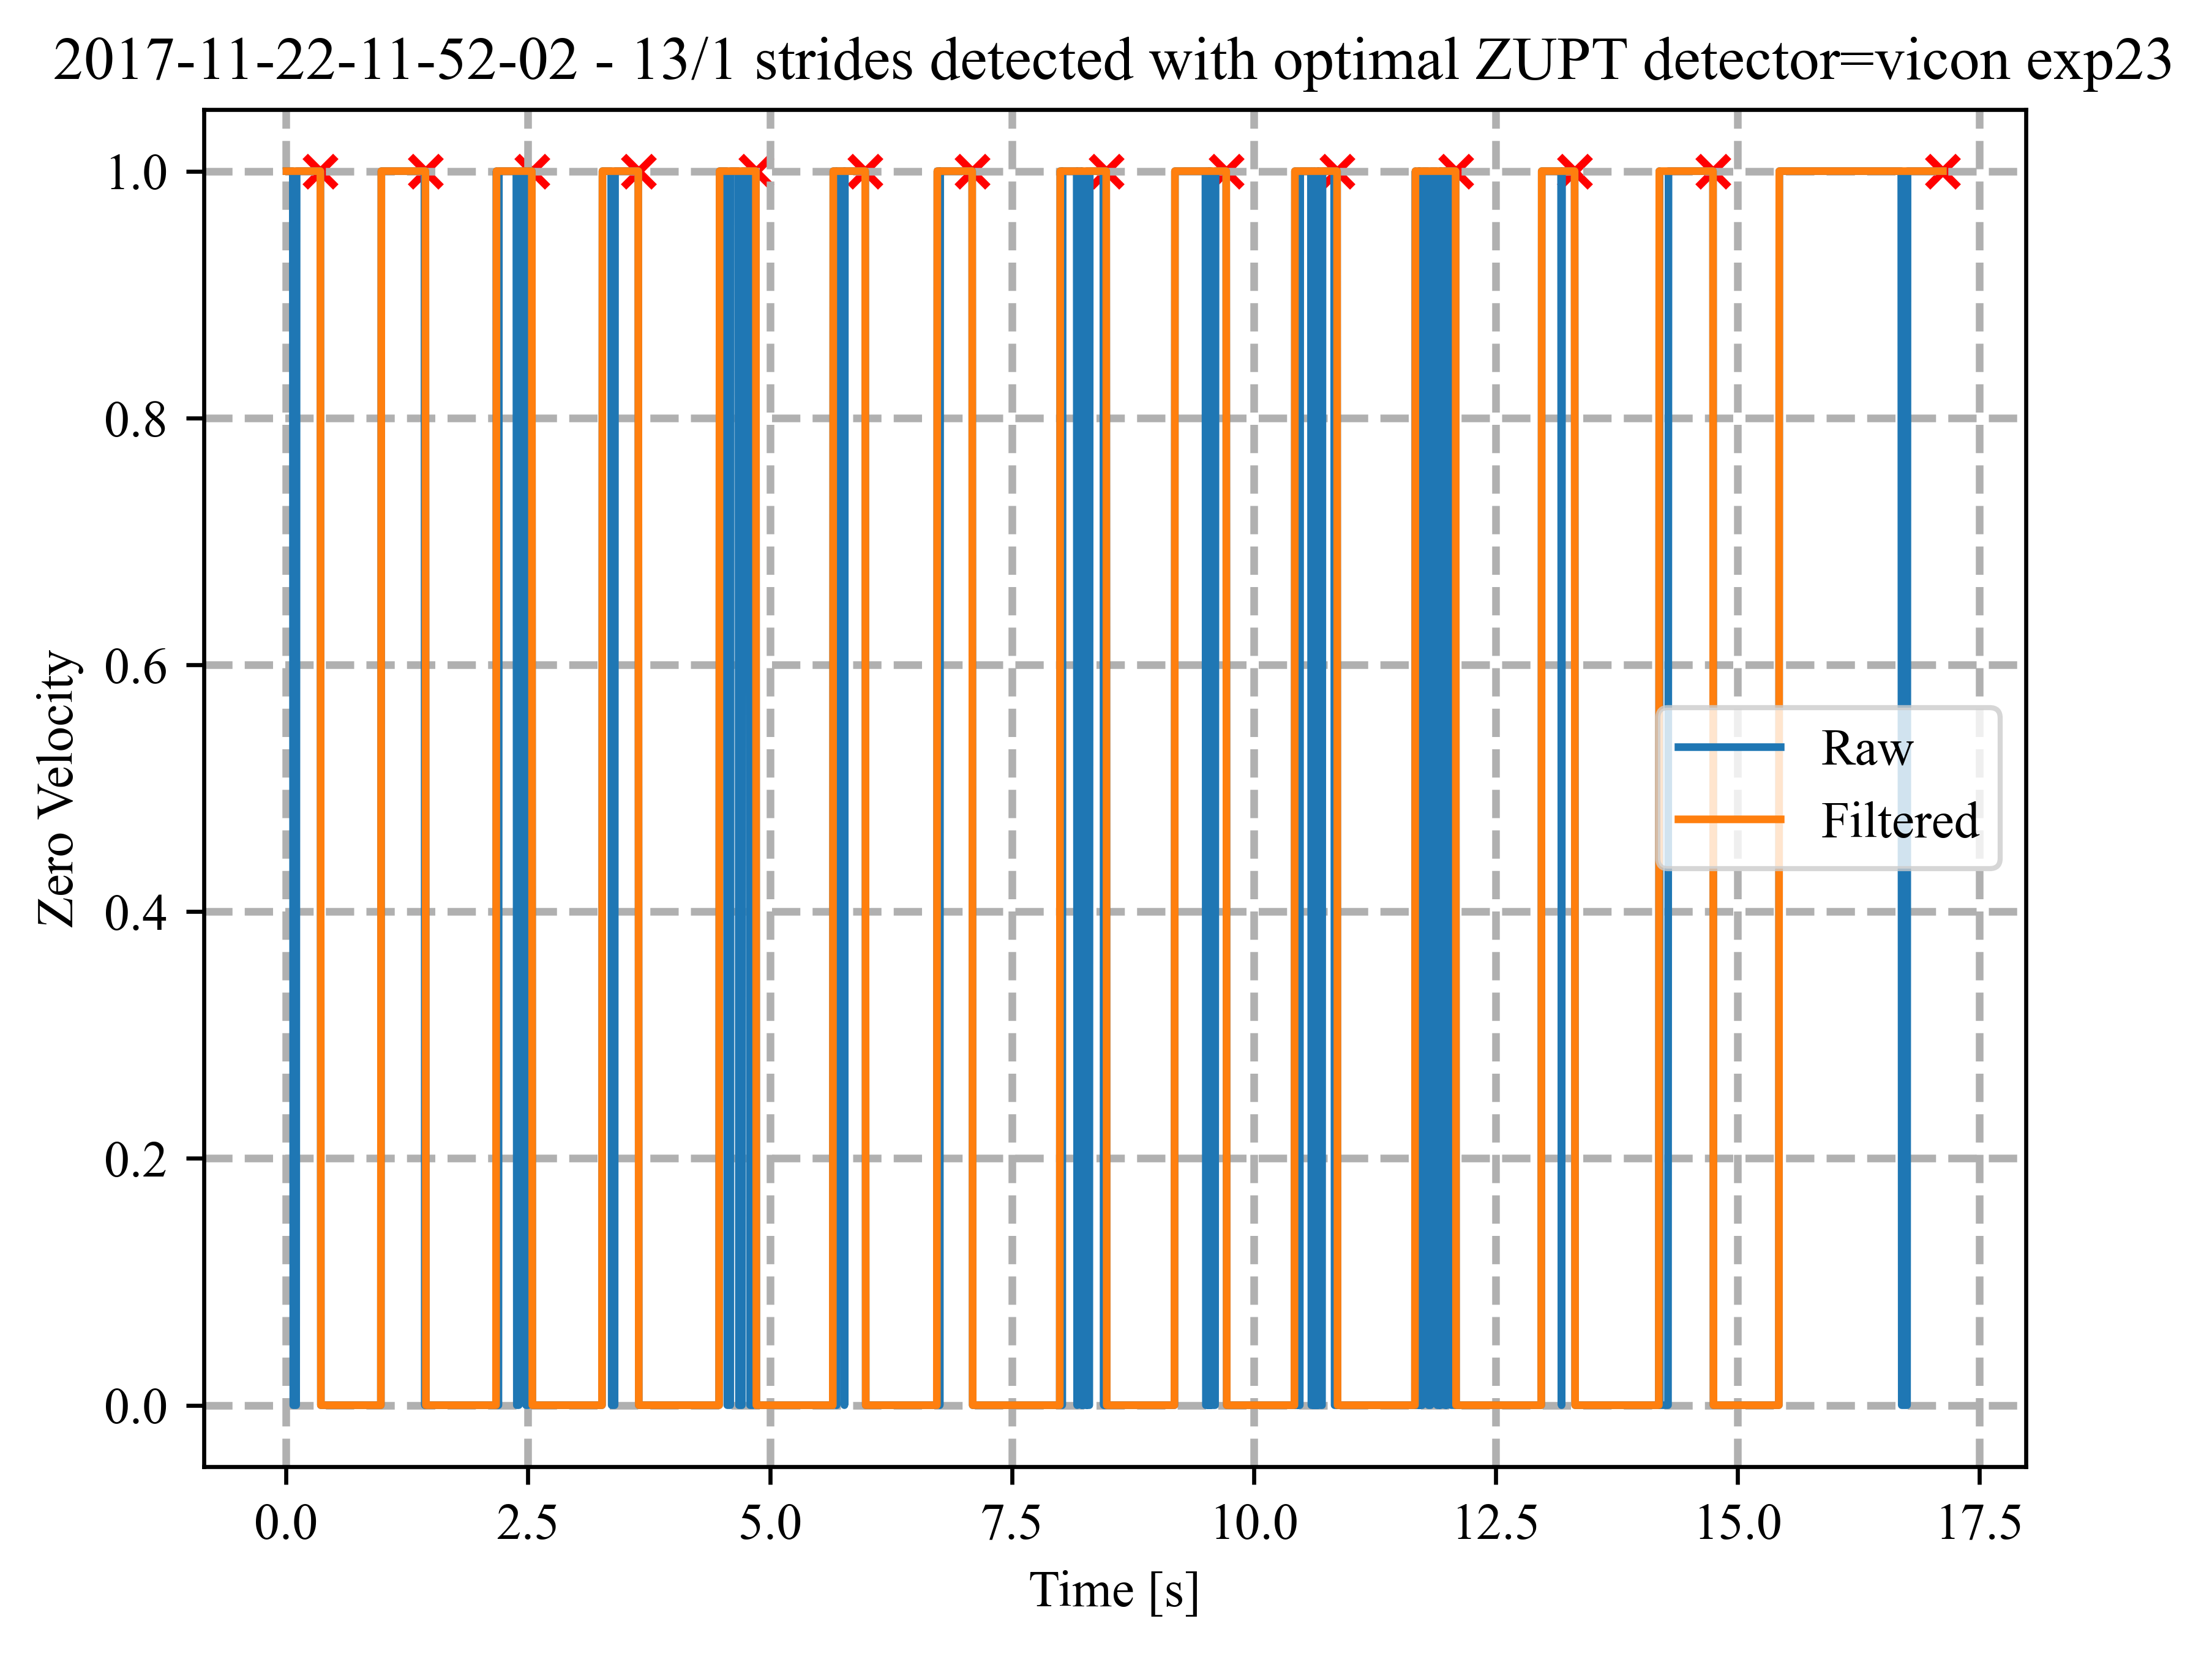 2017-11-22-11-52-02 - 13/1 strides detected with optimal ZUPT detector=vicon exp23
1.0
0.8
0.6
0.4
0.2
0.0
Zero Velocity
Raw
Filtered
0.0 2.5 5.0 7.5 10.0 12.5 15.0 17.5
Time [s]